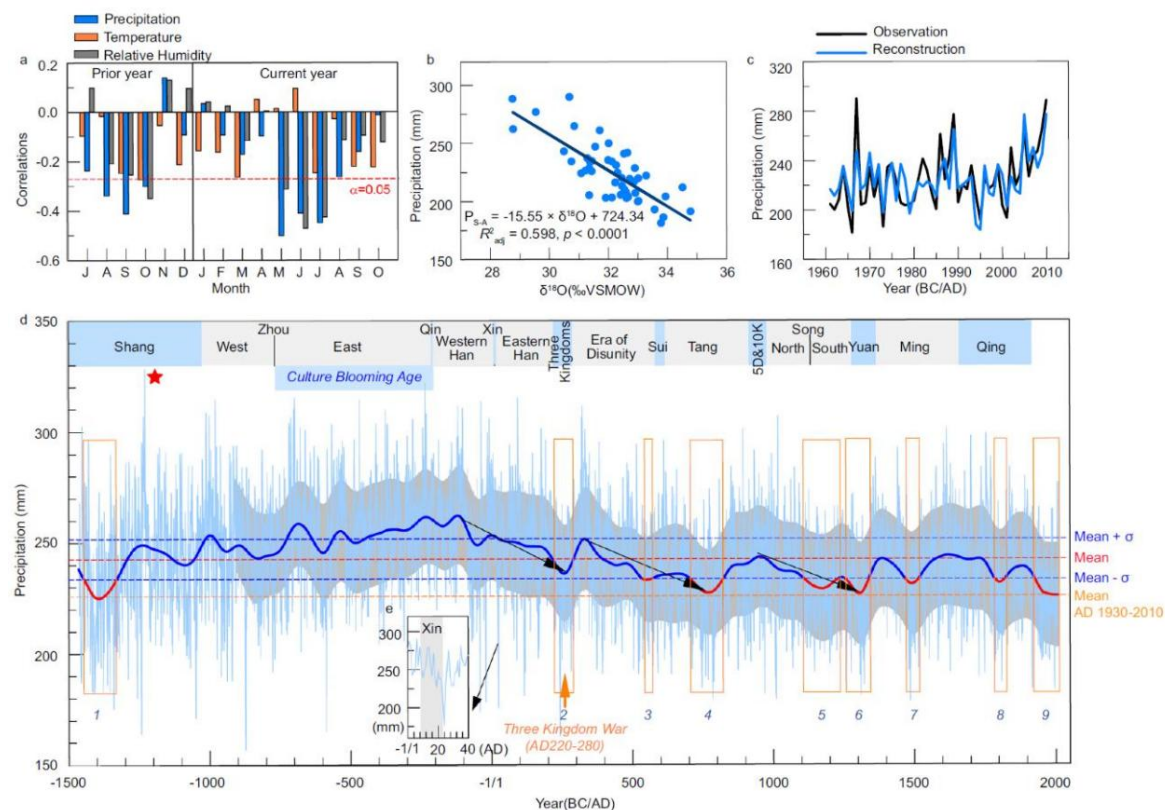 Precipitation
Temperature
Relative Humidity
a
Prior year
Current year
0.2
0.0
-0.2
-0.4
-0.6
Correlations
α=0.05
J A S O N D J F M A M J J A S O
Month
b
Precipitation (mm)
300
250
200
150
P_S-A = -15.55 × δ¹⁸O + 724.34
R²_adj = 0.598, p < 0.0001
28 30 32 34 36
δ¹⁸O(‰VSMOW)
Observation
Reconstruction
c
Precipitation (mm)
320
280
240
200
160
1960 1970 1980 1990 2000 2010
Year (BC/AD)
d
350
300
250
200
150
Precipitation (mm)
Zhou
Qin
Xin
Song
Shang
West
East
Western
Han
Eastern
Han
Three
Kingdoms
Era of
Disunity
Sui
Tang
5D&10K
North
South
Yuan
Ming
Qing
Culture Blooming Age
Mean + σ
Mean
Mean - σ
Mean
AD 1930-2010
e
Xin
300
250
200
(mm)
-1/1 20 40 (AD)
1 2 3 4 5 6 7 8 9
Three Kingdom War
(AD220-280)
-1500 -1000 -500 -1/1 500 1000 1500 2000
Year(BC/AD)